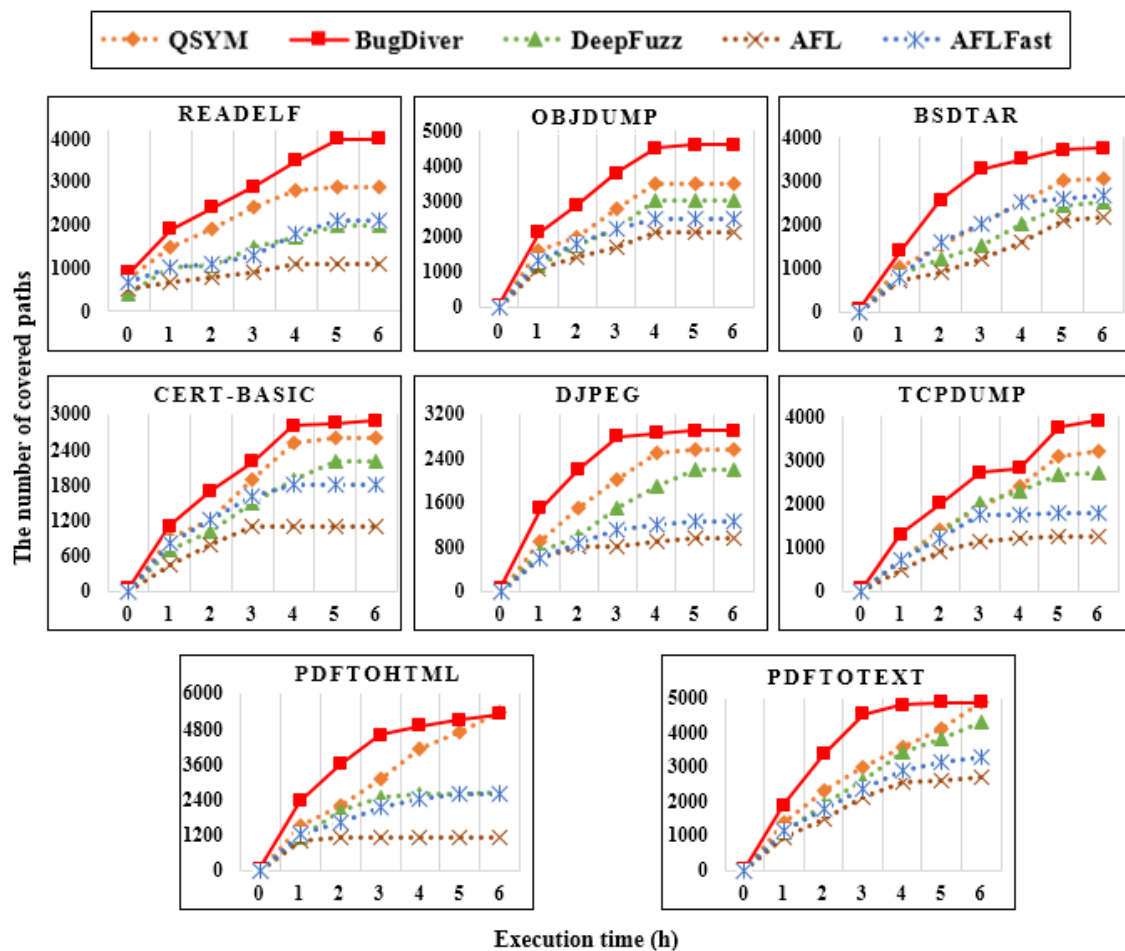 QSYM BugDiver DeepFuzz AFL AFLFast
The number of covered paths
READELF
4000
3000
2000
1000
0
0 1 2 3 4 5 6
OBJDUMP
5000
4000
3000
2000
1000
0
0 1 2 3 4 5 6
BSDTAR
4000
3000
2000
1000
0
0 1 2 3 4 5 6
CERT-BASIC
3000
2400
1800
1200
600
0
0 1 2 3 4 5 6
DJPEG
3200
2400
1600
800
0
0 1 2 3 4 5 6
TCPDUMP
4000
3000
2000
1000
0
0 1 2 3 4 5 6
PDFTOHTML
6000
4800
3600
2400
1200
0
0 1 2 3 4 5 6
PDFTOTEXT
5000
4000
3000
2000
1000
0
0 1 2 3 4 5 6
Execution time (h)